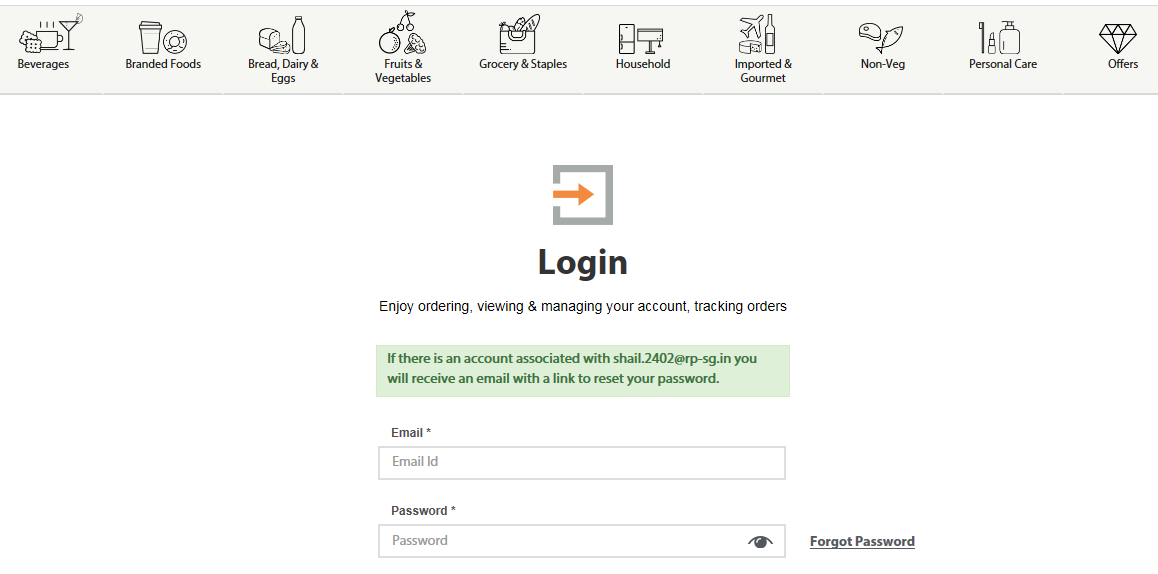 Beverages
Branded Foods
Bread, Dairy &
Eggs
Fruits &
Vegetables
Grocery & Staples
Household
Imported &
Gourmet
Non-Veg
Personal Care
Offers
Login
Enjoy ordering, viewing & managing your account, tracking orders
If there is an account associated with shail.2402@rp-sg.in you
will receive an email with a link to reset your password.
Email *
Email Id
Password *
Password
Forgot Password